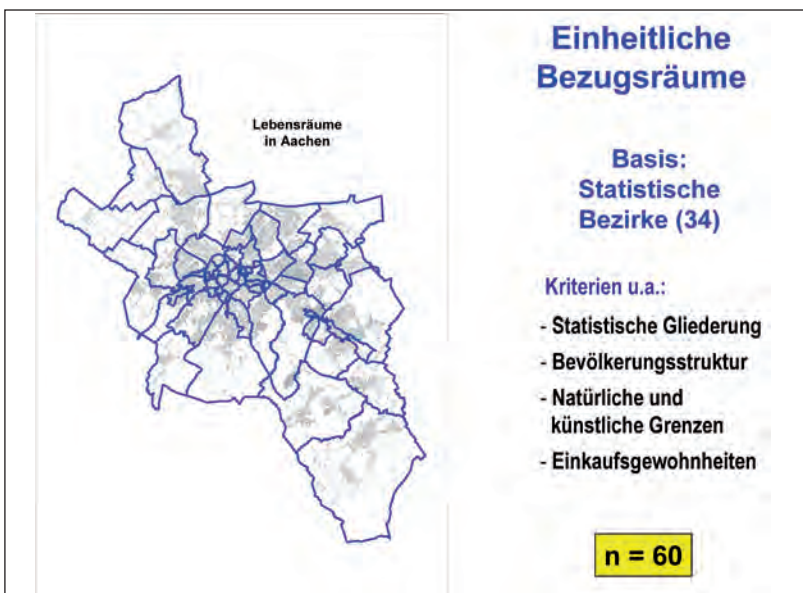 Einheitliche
Bezugsräume
Lebensräume
in Aachen
Basis:
Statistische
Bezirke (34)
Kriterien u.a.:
- Statistische Gliederung
- Bevölkerungsstruktur
- Natürliche und
künstliche Grenzen
- Einkaufsgewohnheiten
n = 60